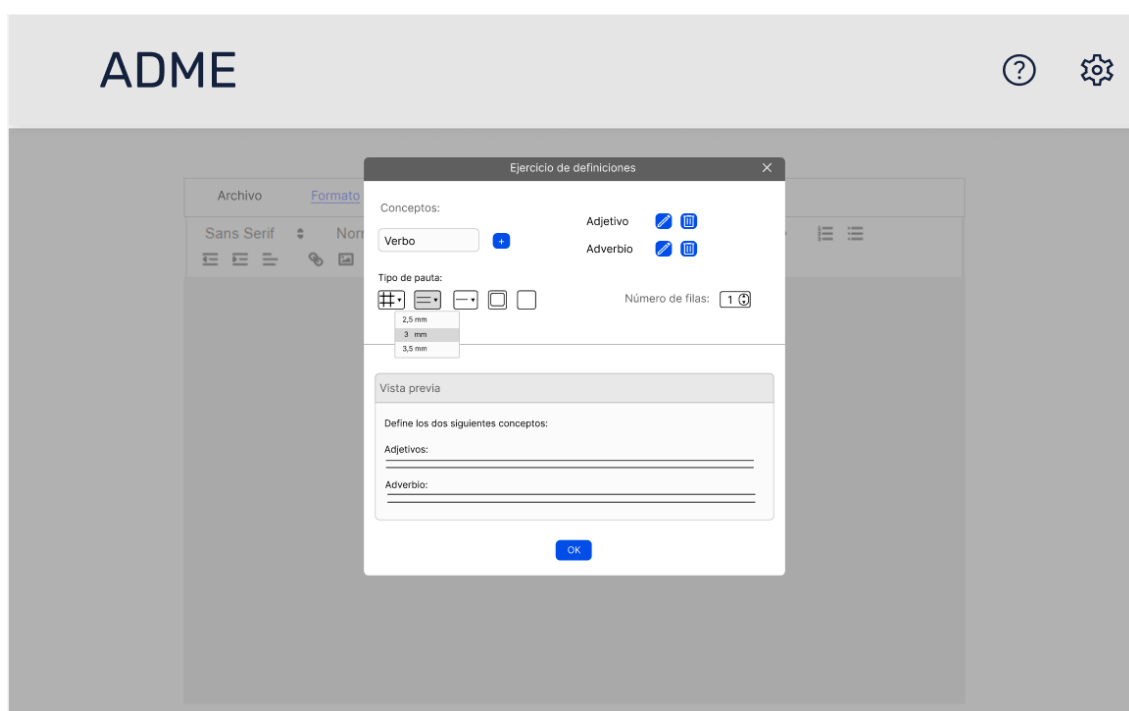 ADME
?
Ejercicio de definiciones
Archivo
Formato
Sans Serif
Nor
Conceptos:
Verbo
+
Adjetivo
Adverbio
Tipo de pauta:
Número de filas:
1
2,5 mm
3 mm
3,5 mm
Vista previa
Define los dos siguientes conceptos:
Adjetivos:
Adverbio:
OK